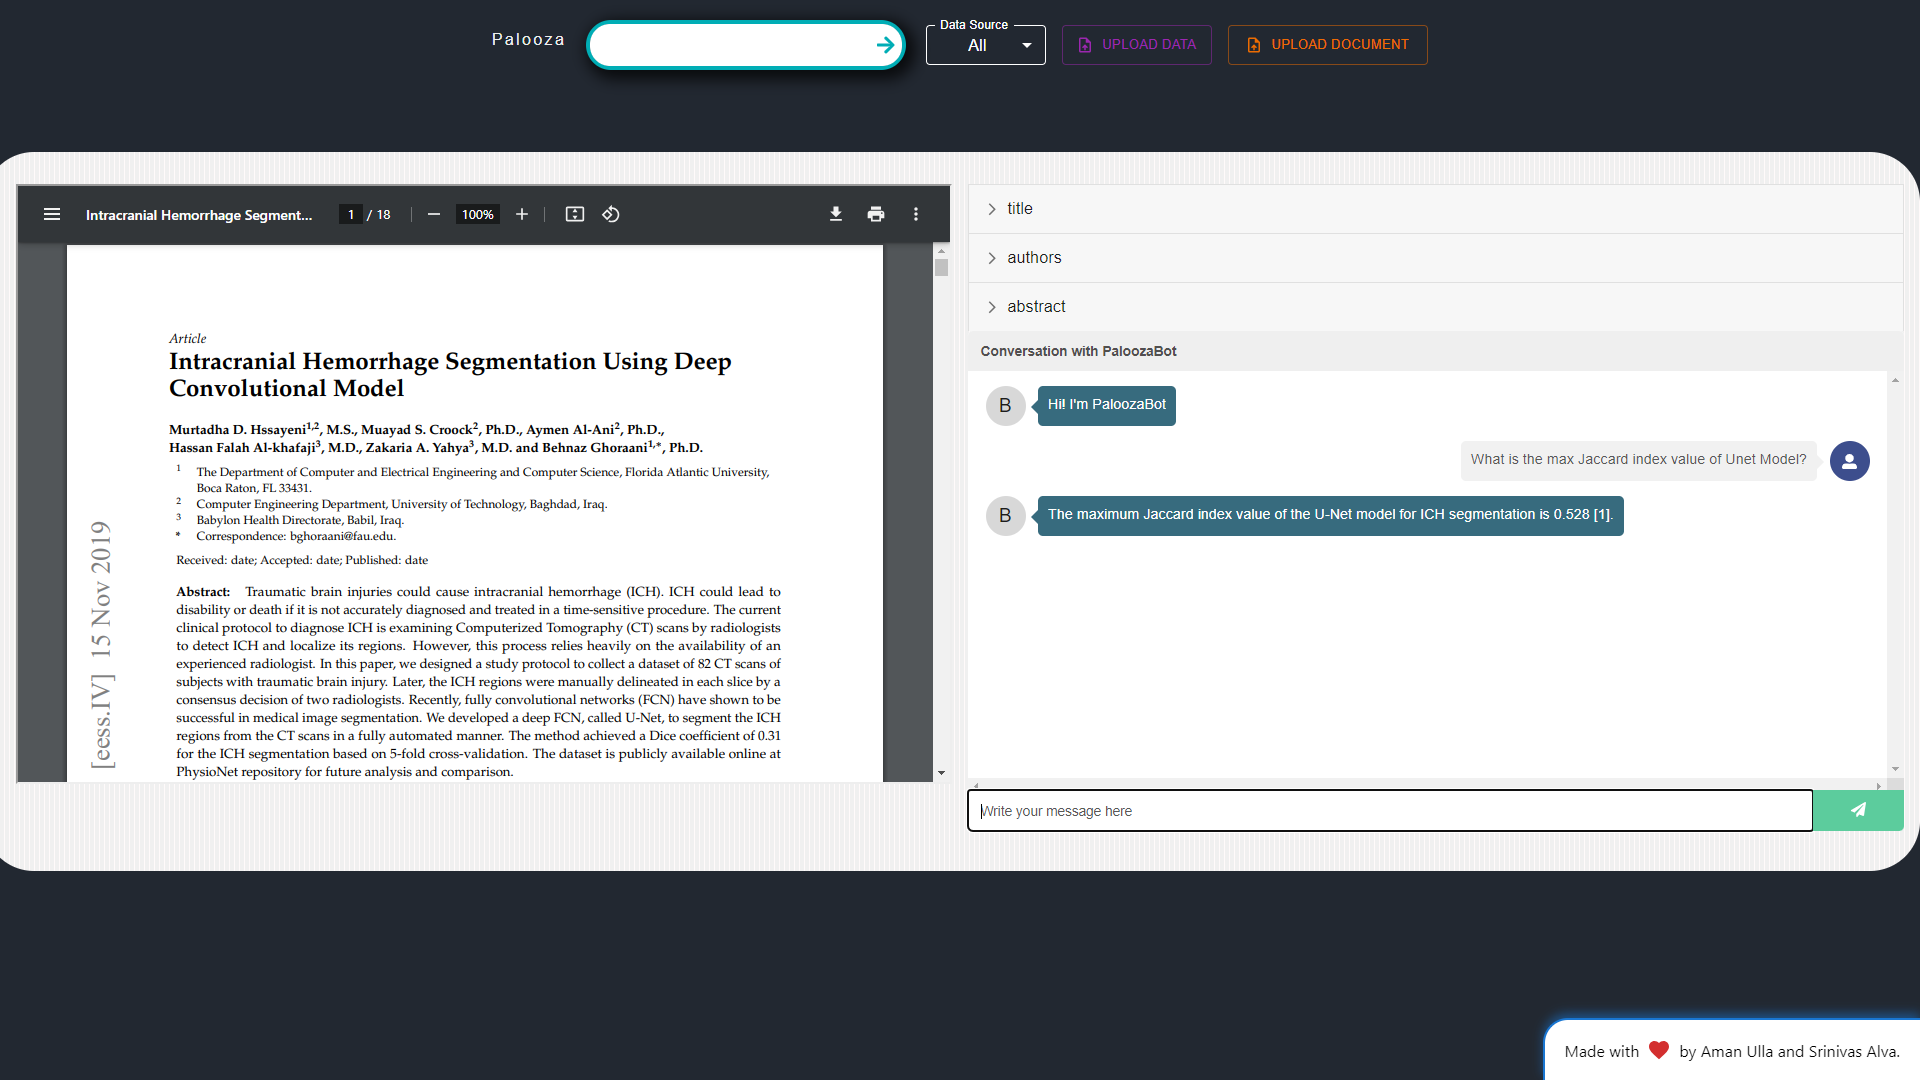 Palooza
Data Source
All
UPLOAD DATA
UPLOAD DOCUMENT
Intracranial Hemorrhage Segment...
1 / 18
100%
[eess.IV] 15 Nov 2019
Article
Intracranial Hemorrhage Segmentation Using Deep
Convolutional Model
Murtadha D. Hssayeni1,2, M.S., Muayad S. Croock2, Ph.D., Aymen Al-Ani2, Ph.D.,
Hassan Falah Al-khafaji3, M.D., Zakaria A. Yahya3, M.D. and Behnaz Ghoraani1,*, Ph.D.
1 The Department of Computer and Electrical Engineering and Computer Science, Florida Atlantic University,
Boca Raton, FL 33431.
2 Computer Engineering Department, University of Technology, Baghdad, Iraq.
3 Babylon Health Directorate, Babil, Iraq.
* Correspondence: bghoraani@fau.edu.
Received: date; Accepted: date; Published: date
Abstract: Traumatic brain injuries could cause intracranial hemorrhage (ICH). ICH could lead to
disability or death if it is not accurately diagnosed and treated in a time-sensitive procedure. The current
clinical protocol to diagnose ICH is examining Computerized Tomography (CT) scans by radiologists
to detect ICH and localize its regions. However, this process relies heavily on the availability of an
experienced radiologist. In this paper, we designed a study protocol to collect a dataset of 82 CT scans of
subjects with traumatic brain injury. Later, the ICH regions were manually delineated in each slice by a
consensus decision of two radiologists. Recently, fully convolutional networks (FCN) have shown to be
successful in medical image segmentation. We developed a deep FCN, called U-Net, to segment the ICH
regions from the CT scans in a fully automated manner. The method achieved a Dice coefficient of 0.31
for the ICH segmentation based on 5-fold cross-validation. The dataset is publicly available online at
PhysioNet repository for future analysis and comparison.
title
authors
abstract
Conversation with PaloozaBot
B
Hi! I'm PaloozaBot
What is the max Jaccard index value of Unet Model?
B
The maximum Jaccard index value of the U-Net model for ICH segmentation is 0.528 [1].
Write your message here
Made with by Aman Ulla and Srinivas Alva.